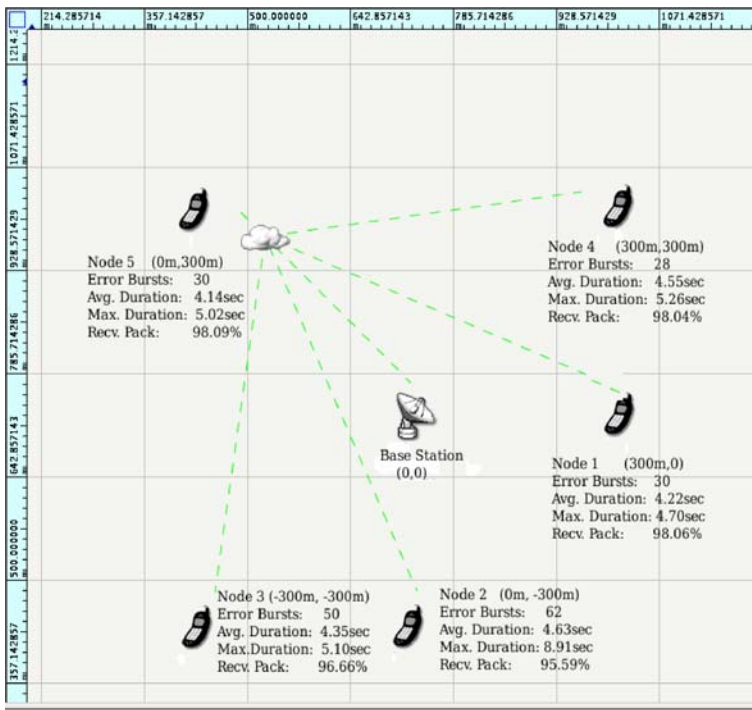 214.285714 357.142857 500.000000 642.857143 785.714286 928.571429 1071.428571
1214.2
1071.428571
928.571429
785.714286
642.857143
500.000000
357.142857
Node 5 (0m,300m)
Error Bursts: 30
Avg. Duration: 4.14sec
Max. Duration: 5.02sec
Recv. Pack: 98.09%
Node 4 (300m,300m)
Error Bursts: 28
Avg. Duration: 4.55sec
Max. Duration: 5.26sec
Recv. Pack: 98.04%
Base Station
(0,0)
Node 1 (300m,0)
Error Bursts: 30
Avg. Duration: 4.22sec
Max. Duration: 4.70sec
Recv. Pack: 98.06%
Node 3 (-300m, -300m)
Error Bursts: 50
Avg. Duration: 4.35sec
Max.Duration: 5.10sec
Recv. Pack: 96.66%
Node 2 (0m, -300m)
Error Bursts: 62
Avg. Duration: 4.63sec
Max. Duration: 8.91sec
Recv. Pack: 95.59%